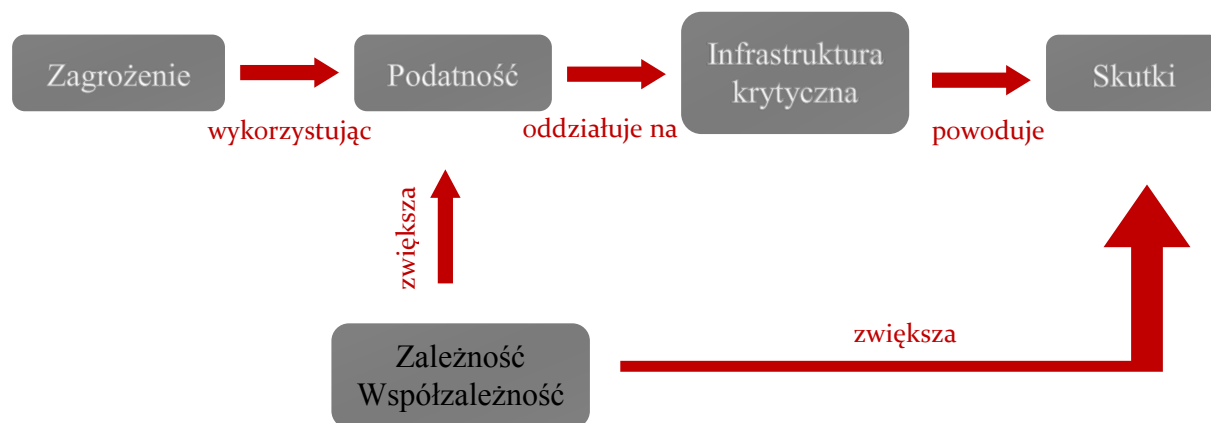 Zagrożenie
Podatność
Infrastruktura
krytyczna
Skutki
wykorzystując
oddziałuje na
powoduje
zwiększa
zwiększa
Zależność
Współzależność